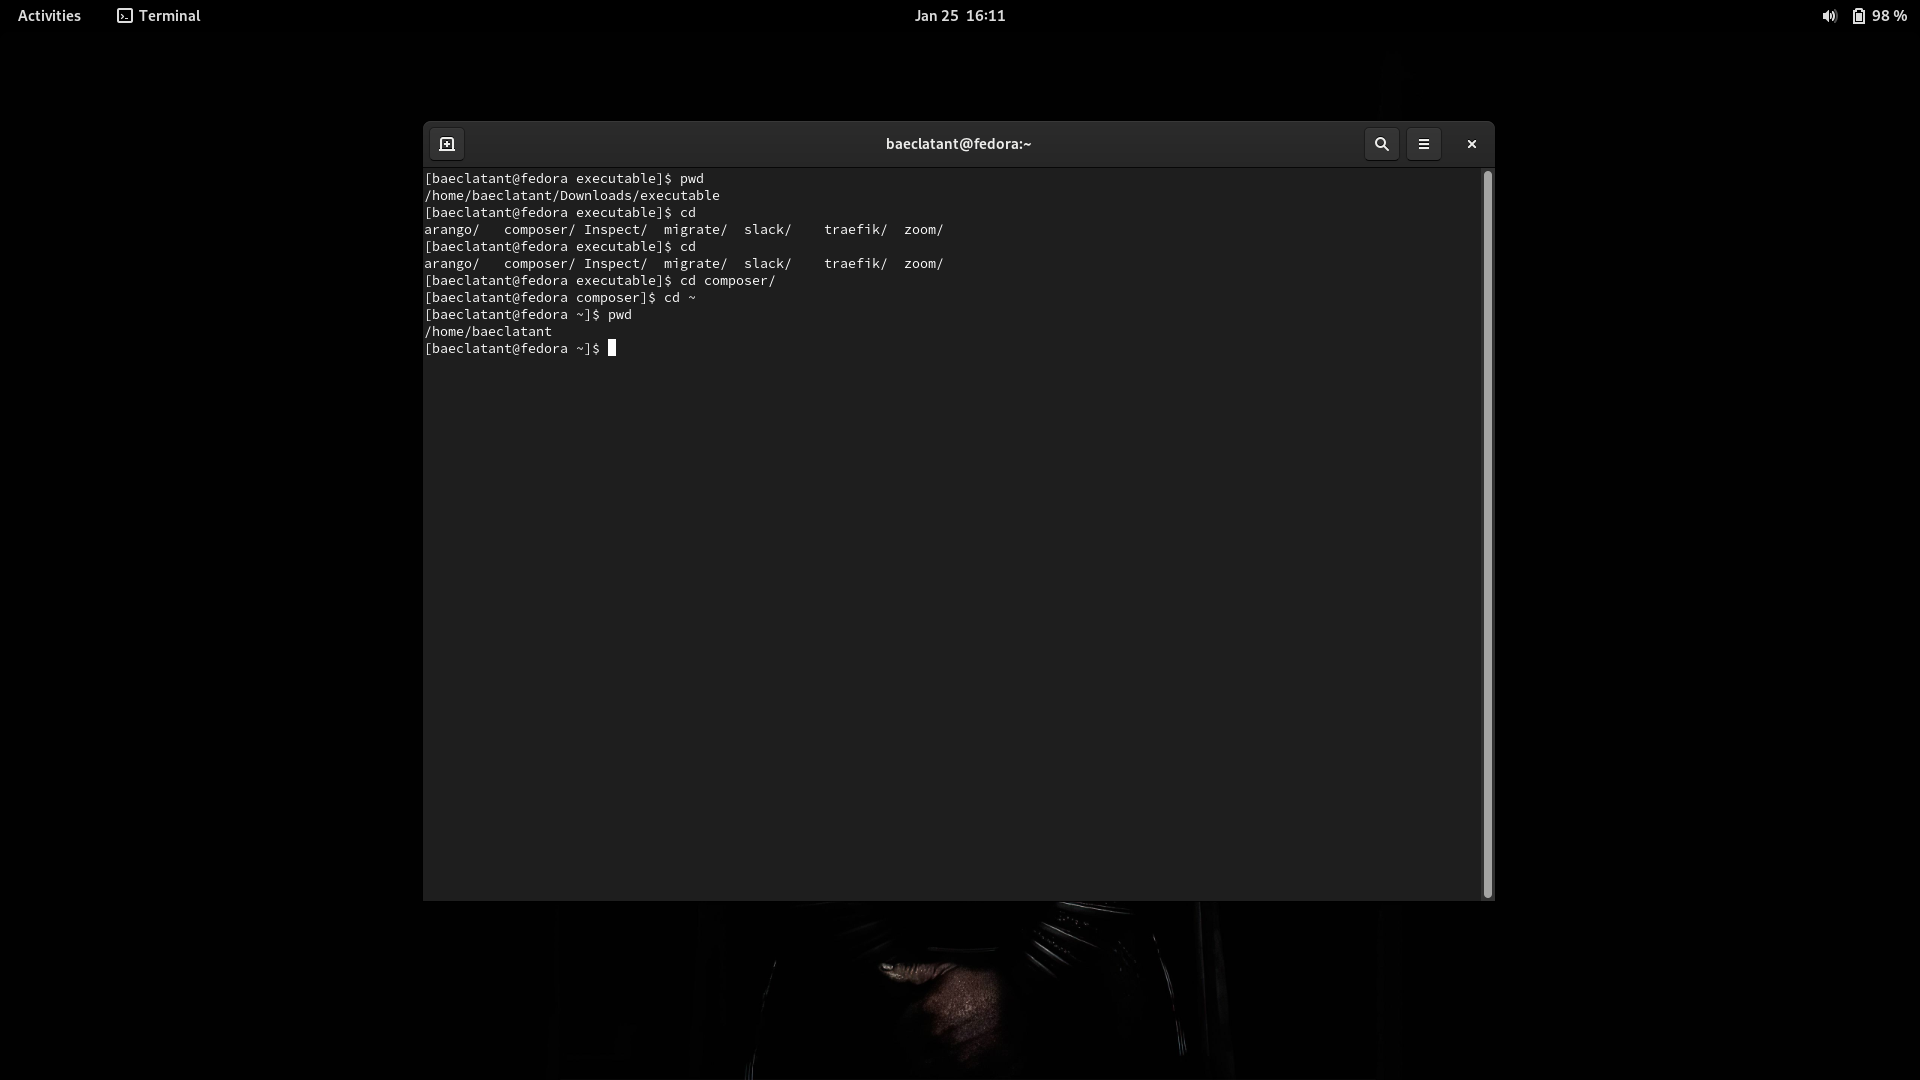 Activities Terminal Jan 25 16:11 98 %
baeclatant@fedora:~
[baeclatant@fedora executable]$ pwd
/home/baeclatant/Downloads/executable
[baeclatant@fedora executable]$ cd
arango/   composer/ Inspect/  migrate/  slack/    traefik/  zoom/
[baeclatant@fedora executable]$ cd
arango/   composer/ Inspect/  migrate/  slack/    traefik/  zoom/
[baeclatant@fedora executable]$ cd composer/
[baeclatant@fedora composer]$ cd ~
[baeclatant@fedora ~]$ pwd
/home/baeclatant
[baeclatant@fedora ~]$